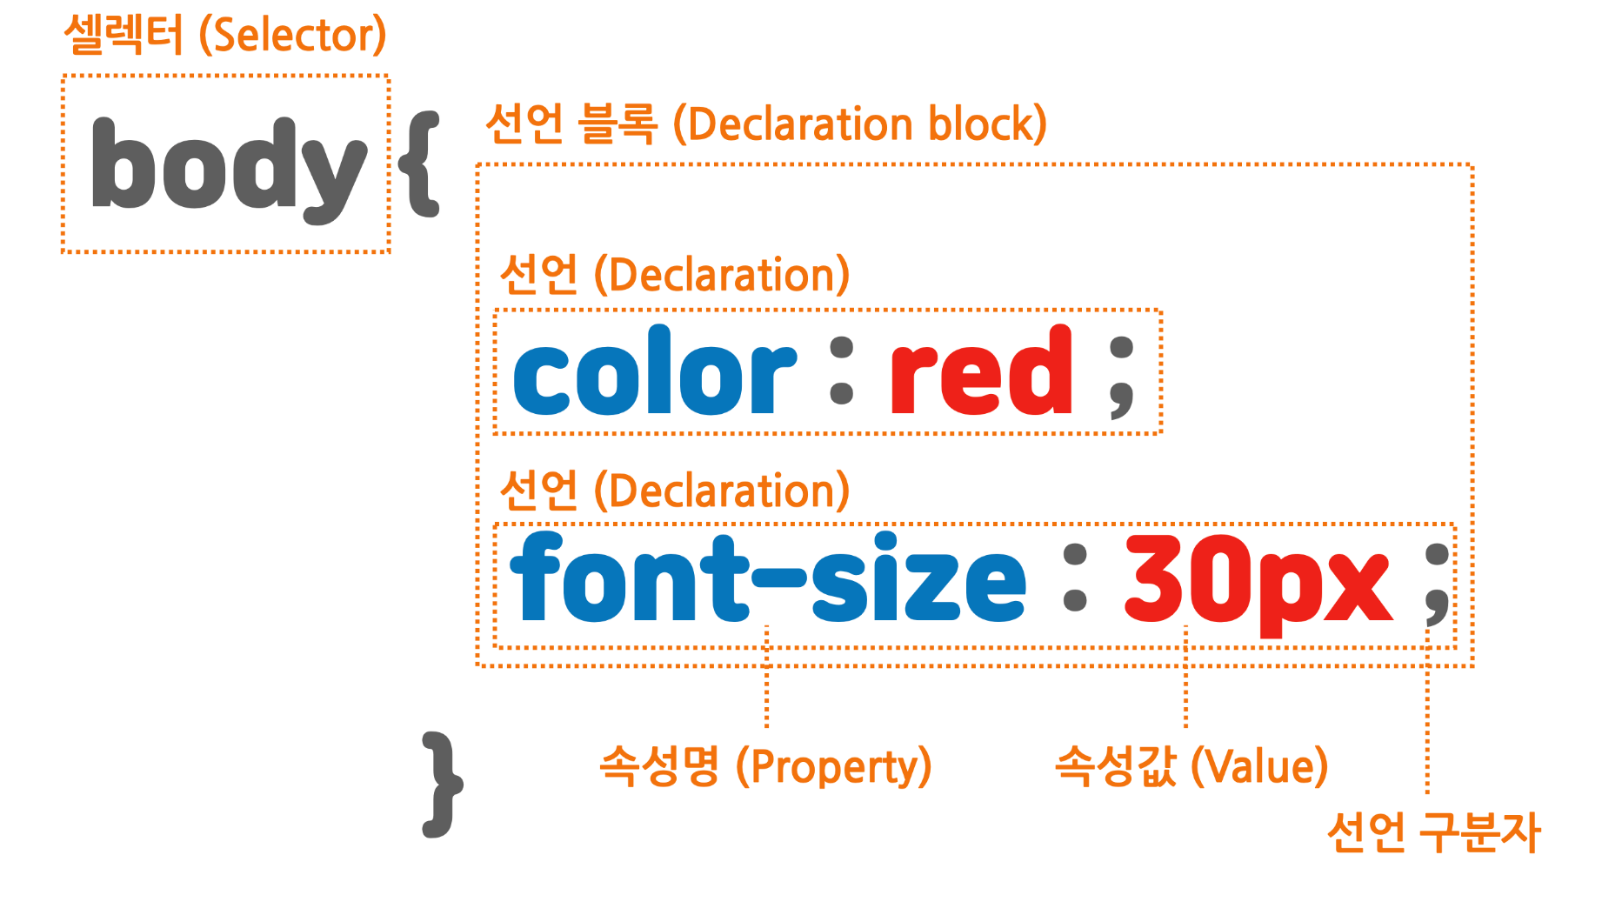 셀렉터 (Selector)
body {
선언 블록 (Declaration block)
선언 (Declaration)
color : red ;
선언 (Declaration)
font-size : 30px ;
속성명 (Property)
속성값 (Value)
선언 구분자
}